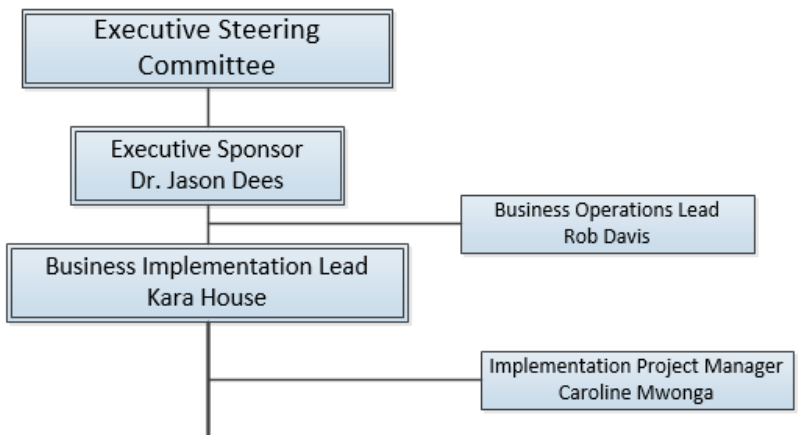 Executive Steering
Committee
Executive Sponsor
Dr. Jason Dees
Business Operations Lead
Rob Davis
Business Implementation Lead
Kara House
Implementation Project Manager
Caroline Mwonga